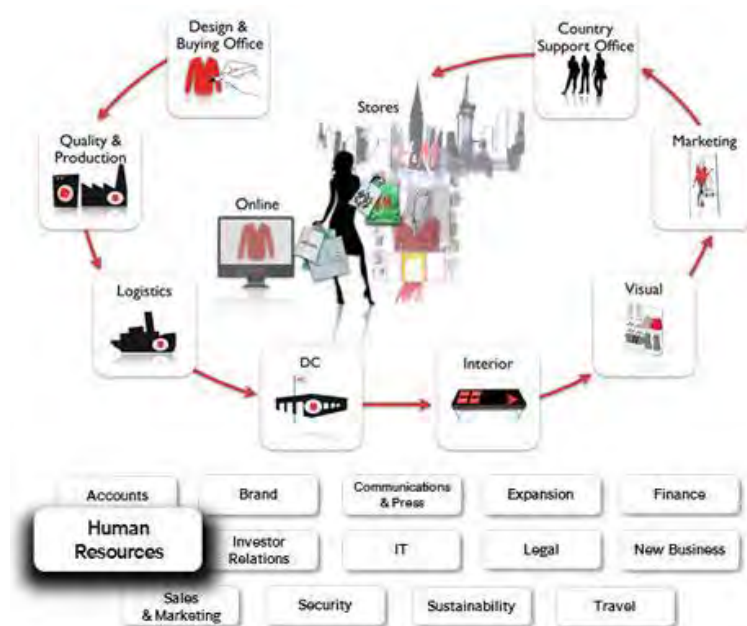 Design &
Buying Office
Country
Support Office
Stores
Quality &
Production
Marketing
Online
Logistics
Visual
DC
Interior
Accounts
Brand
Communications
& Press
Expansion
Finance
Human
Resources
Investor
Relations
IT
Legal
New Business
Sales
& Marketing
Security
Sustainability
Travel